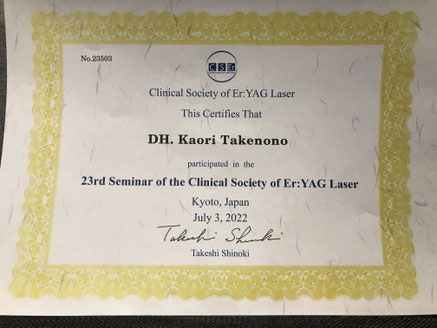 No.23503
CSEr
Clinical Society of Er:YAG Laser
This Certifies That
DH. Kaori Takenono
participated in the
23rd Seminar of the Clinical Society of Er:YAG Laser
Kyoto, Japan
July 3, 2022
Takeshi Shinoki
Takeshi Shinoki